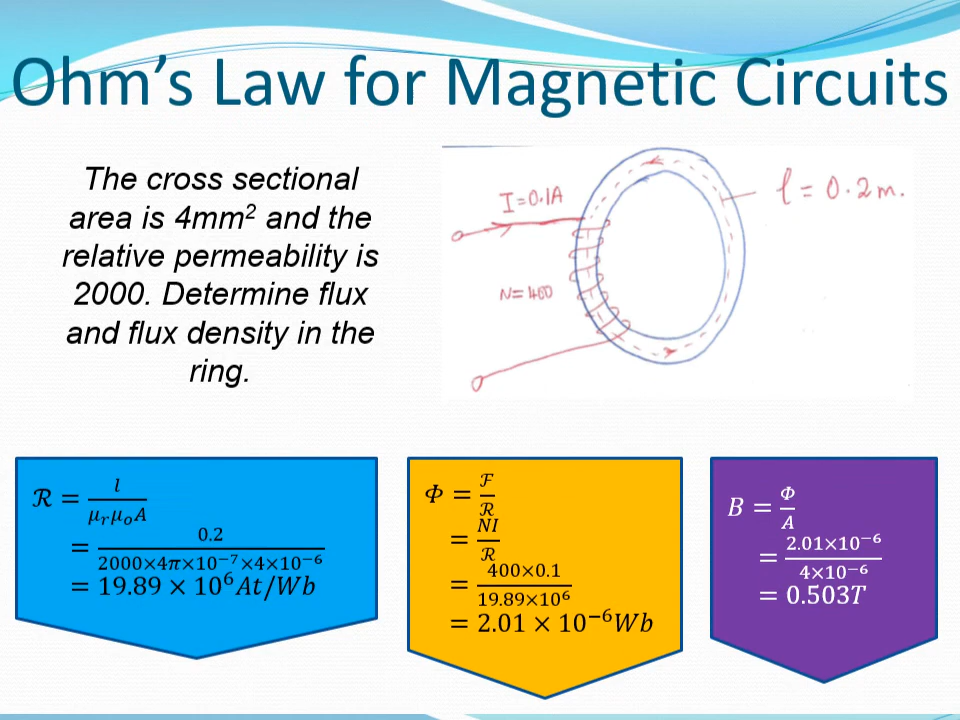 Ohm's Law for Magnetic Circuits
The cross sectional
area is 4mm² and the
relative permeability is
2000. Determine flux
and flux density in the
ring.
I=0.1A
l = 0.2m.
N=400
ℛ = l / μᵣμₒA
= 0.2 / 2000×4π×10⁻⁷×4×10⁻⁶
= 19.89 × 10⁶ At/Wb
Φ = ℱ / ℛ
= NI / ℛ
= 400×0.1 / 19.89×10⁶
= 2.01 × 10⁻⁶Wb
B = Φ / A
= 2.01×10⁻⁶ / 4×10⁻⁶
= 0.503T